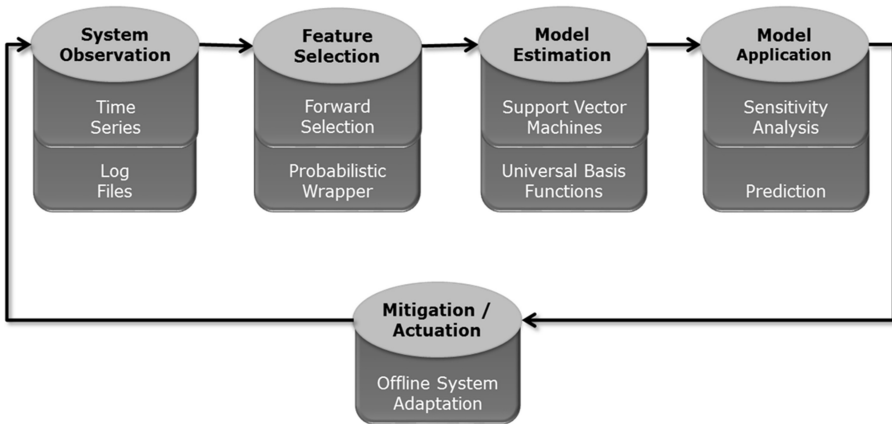 System
Observation
Time
Series
Log
Files
Feature
Selection
Forward
Selection
Probabilistic
Wrapper
Model
Estimation
Support Vector
Machines
Universal Basis
Functions
Model
Application
Sensitivity
Analysis
Prediction
Mitigation /
Actuation
Offline System
Adaptation